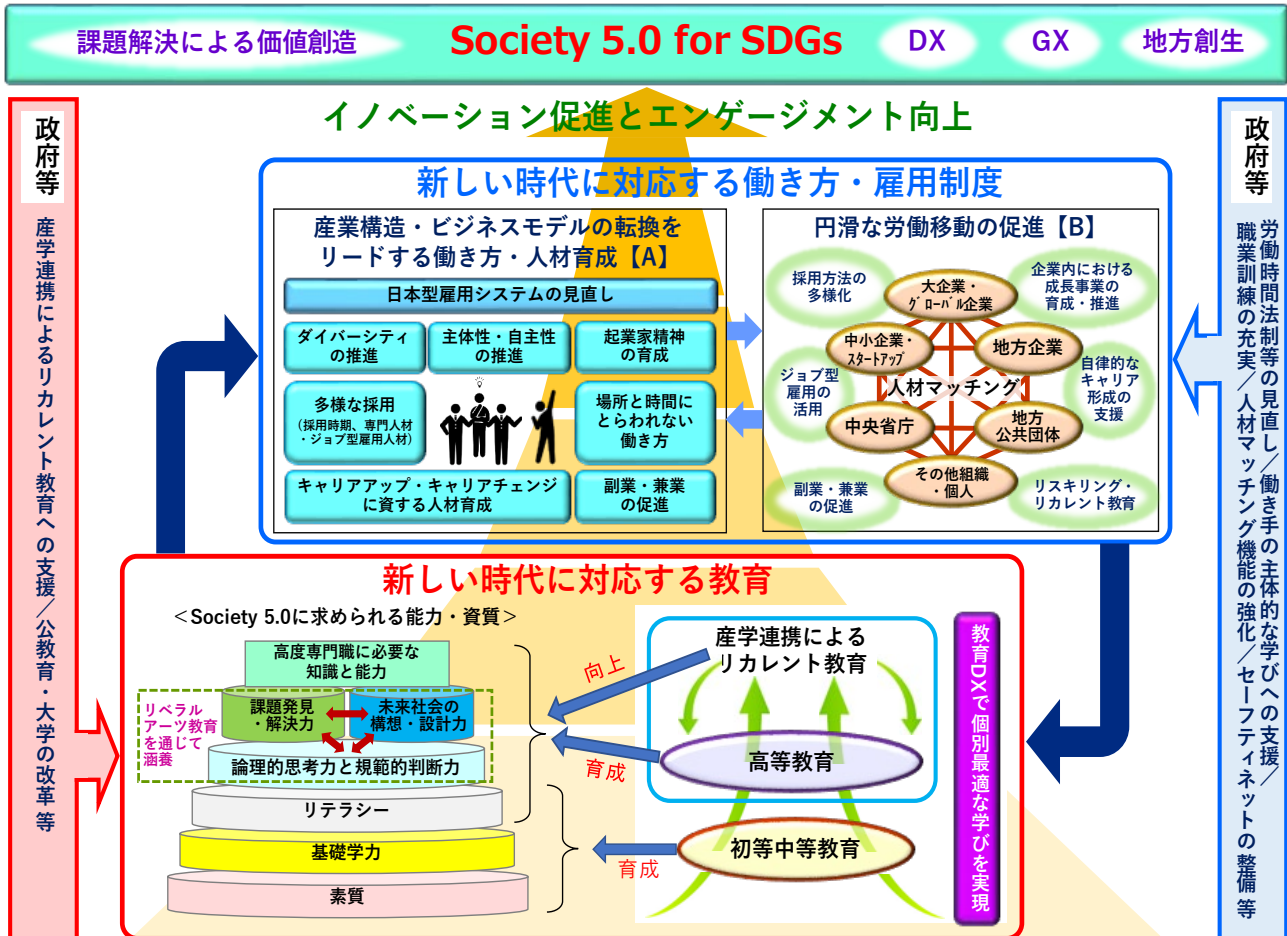 課題解決による価値創造
Society 5.0 for SDGs
DX
GX
地方創生
イノベーション促進とエンゲージメント向上
政府等
産学連携によるリカレント教育への支援／公教育・大学の改革 等
新しい時代に対応する働き方・雇用制度
産業構造・ビジネスモデルの転換を
リードする働き方・人材育成【A】
日本型雇用システムの見直し
ダイバーシティ
の推進
主体性・自主性
の推進
起業家精神
の育成
多様な採用
（採用時期、専門人材
・ジョブ型雇用人材）
場所と時間に
とらわれない
働き方
キャリアアップ・キャリアチェンジ
に資する人材育成
副業・兼業
の促進
円滑な労働移動の促進【B】
採用方法の
多様化
大企業・
グローバル企業
企業内における
成長事業の
育成・推進
中小企業・
スタートアップ
地方企業
ジョブ型
雇用の
活用
人材マッチング
自律的な
キャリア
形成の
支援
中央省庁
地方
公共団体
その他組織
・個人
副業・兼業
の促進
リスキリング・
リカレント教育
政府等
労働時間法制等の見直し／働き手の主体的な学びへの支援／
職業訓練の充実／人材マッチング機能の強化／セーフティネットの整備 等
新しい時代に対応する教育
＜Society 5.0に求められる能力・資質＞
高度専門職に必要な
知識と能力
リベラル
アーツ教育
を通じて
涵養
課題発見
・解決力
未来社会の
構想・設計力
論理的思考力と規範的判断力
リテラシー
基礎学力
素質
向上
育成
育成
産学連携による
リカレント教育
高等教育
初等中等教育
教育DXで個別最適な学びを実現